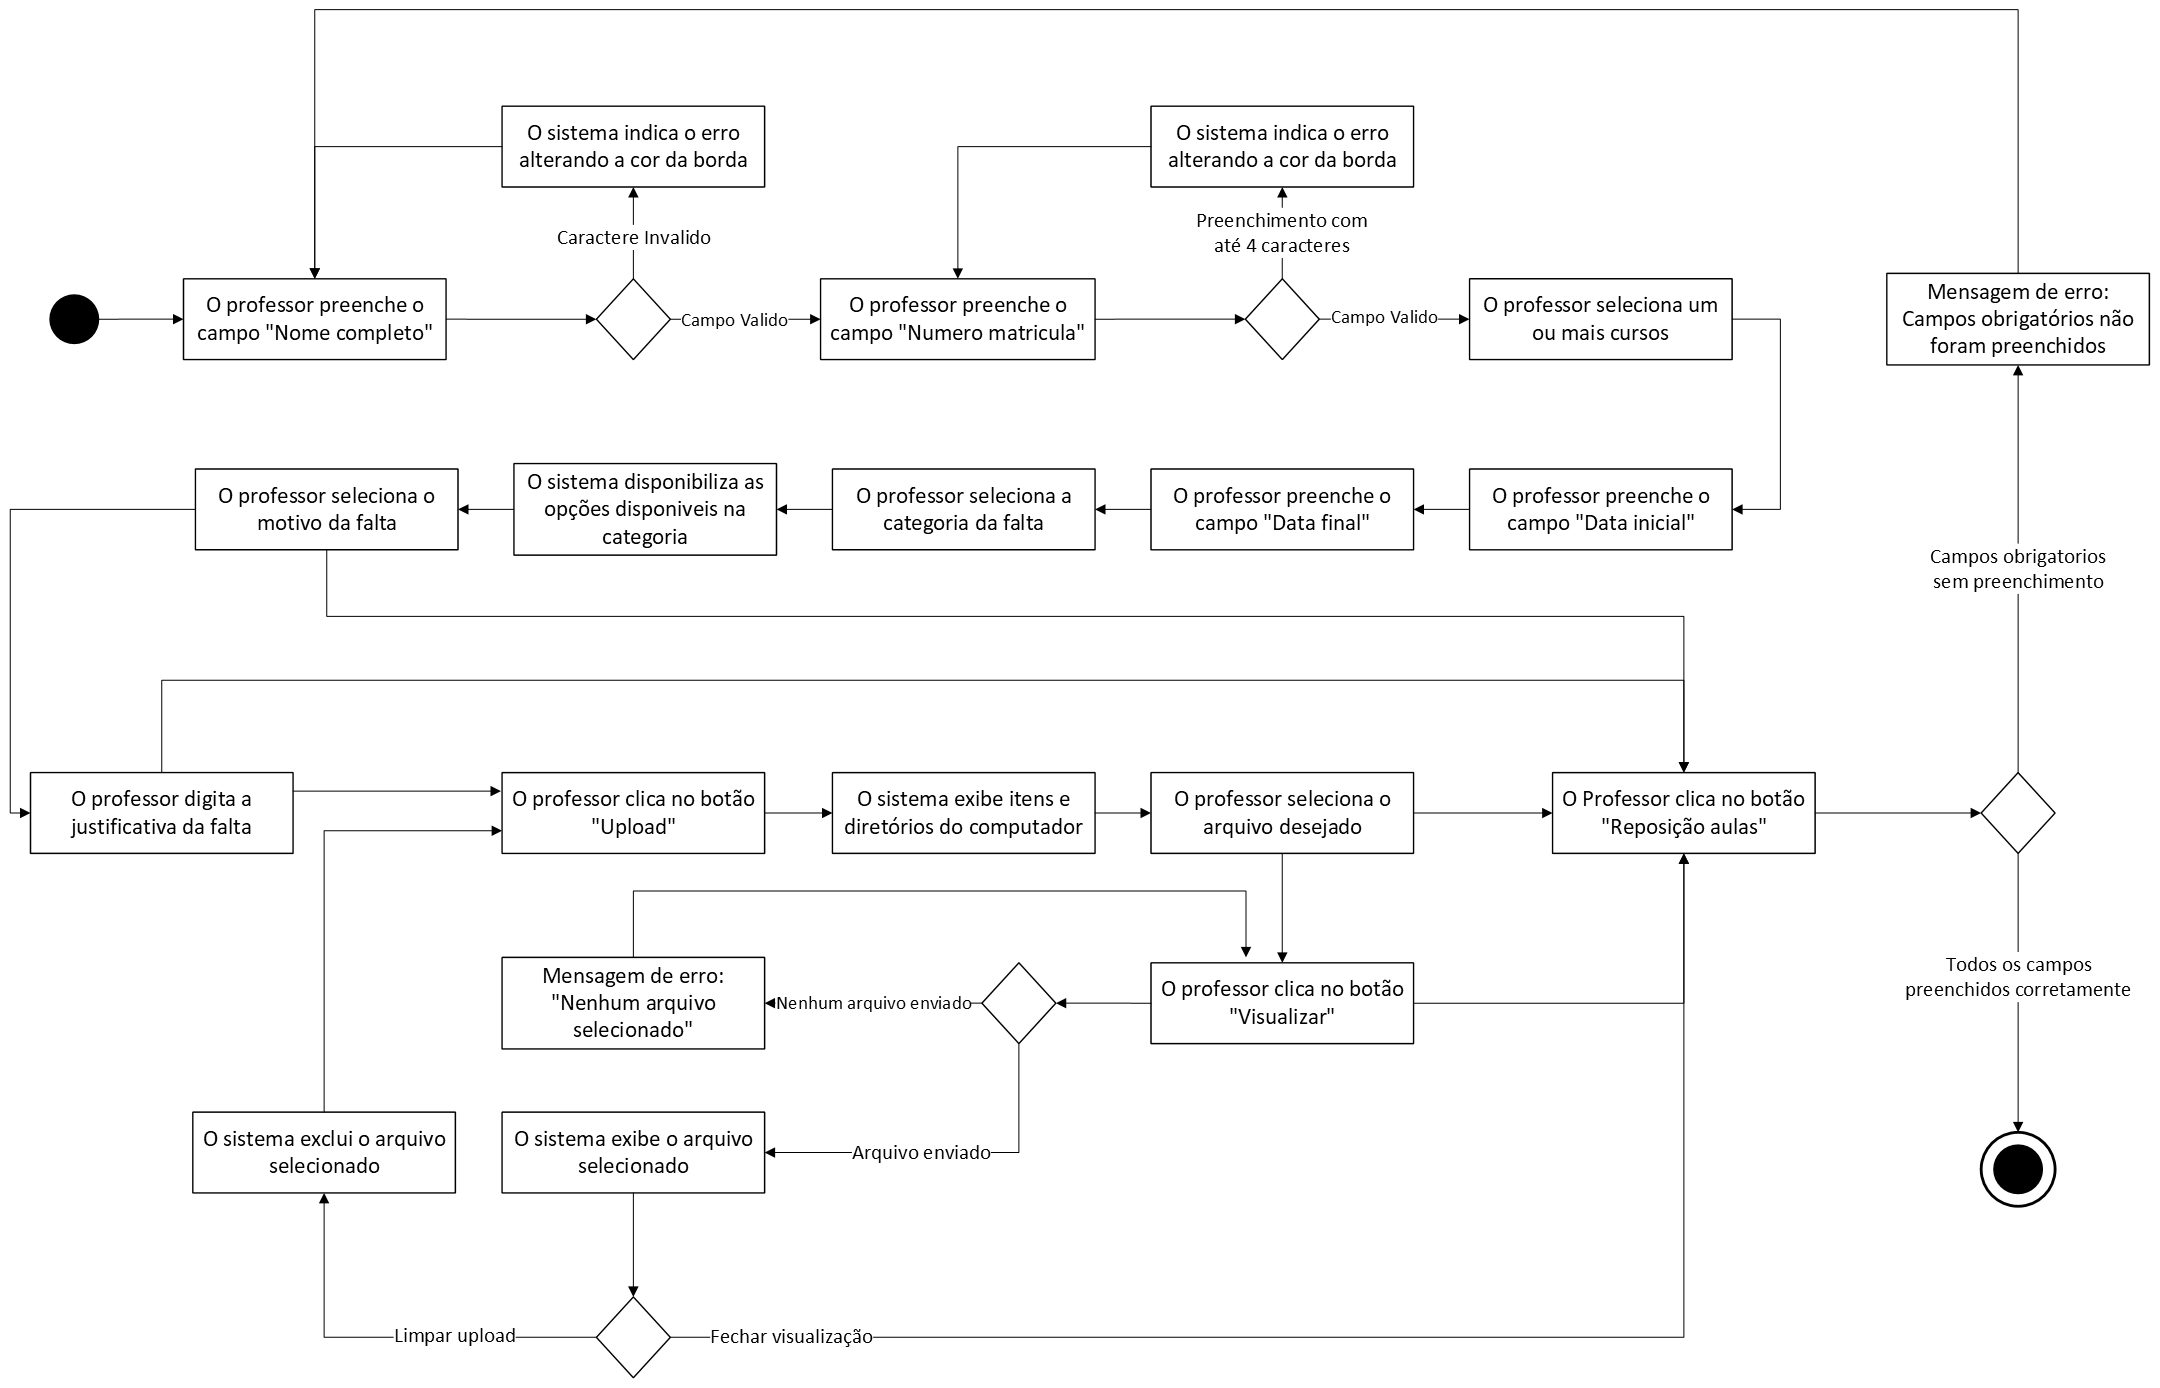 O sistema indica o erro
alterando a cor da borda
O sistema indica o erro
alterando a cor da borda
Caractere Invalido
Preenchimento com
até 4 caracteres
O professor preenche o
campo "Nome completo"
Campo Valido
O professor preenche o
campo "Numero matricula"
Campo Valido
O professor seleciona um
ou mais cursos
Mensagem de erro:
Campos obrigatórios não
foram preenchidos
O professor seleciona o
motivo da falta
O sistema disponibiliza as
opções disponiveis na
categoria
O professor seleciona a
categoria da falta
O professor preenche o
campo "Data final"
O professor preenche o
campo "Data inicial"
Campos obrigatorios
sem preenchimento
O professor digita a
justificativa da falta
O professor clica no botão
"Upload"
O sistema exibe itens e
diretórios do computador
O professor seleciona o
arquivo desejado
O Professor clica no botão
"Reposição aulas"
Mensagem de erro:
"Nenhum arquivo
selecionado"
Nenhum arquivo enviado
O professor clica no botão
"Visualizar"
Todos os campos
preenchidos corretamente
O sistema exclui o arquivo
selecionado
O sistema exibe o arquivo
selecionado
Arquivo enviado
Limpar upload
Fechar visualização